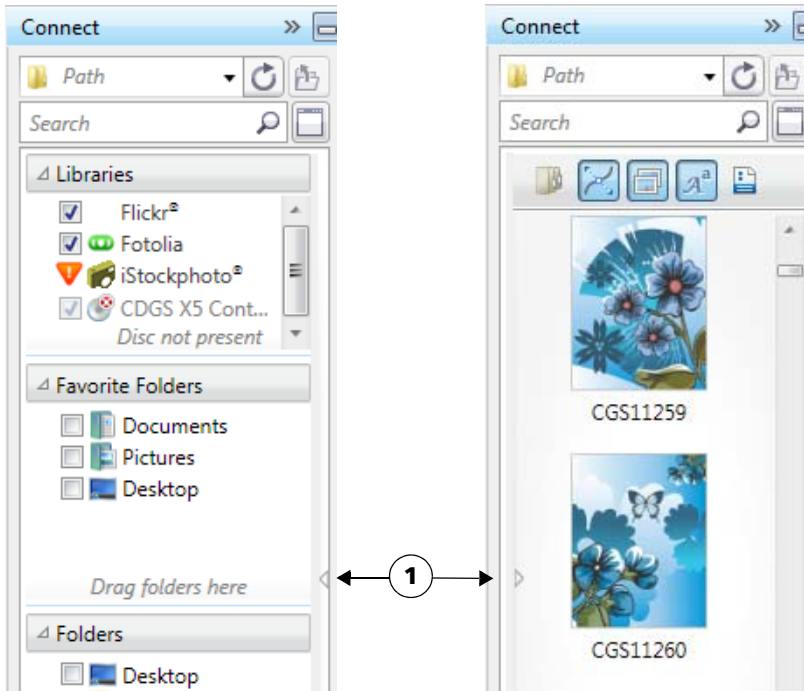 Connect
Path
Search
Libraries
Flickr®
Fotolia
iStockphoto®
CDGS X5 Cont...
Disc not present
Favorite Folders
Documents
Pictures
Desktop
Drag folders here
Folders
Desktop
1
Connect
Path
Search
CGS11259
CGS11260